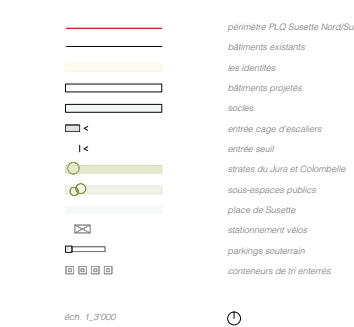 périmètre PLQ Susette Nord/Su
bâtiments existants
les identités
bâtiments projetés
socles
entrée cage d'escaliers
entrée seuil
strates du Jura et Colombelle
sous-espaces publics
place de Susette
stationnement vélos
parkings souterrain
conteneurs de tri enterrés
éch. 1_3'000